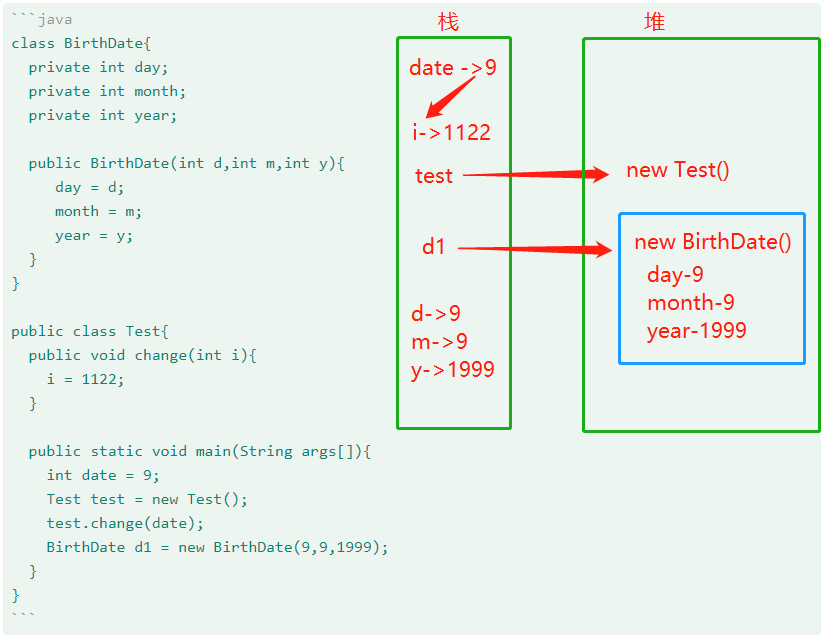 ```java
class BirthDate{
  private int day;
  private int month;
  private int year;
  public BirthDate(int d,int m,int y){
     day = d;
     month = m;
     year = y;
  }
}
public class Test{
  public void change(int i){
    i = 1122;
  }
  public static void main(String args[]){
    int date = 9;
    Test test = new Test();
    test.change(date);
    BirthDate d1 = new BirthDate(9,9,1999);
  }
}
```
栈
date ->9
i->1122
test
d1
d->9
m->9
y->1999
堆
new Test()
new BirthDate()
day-9
month-9
year-1999